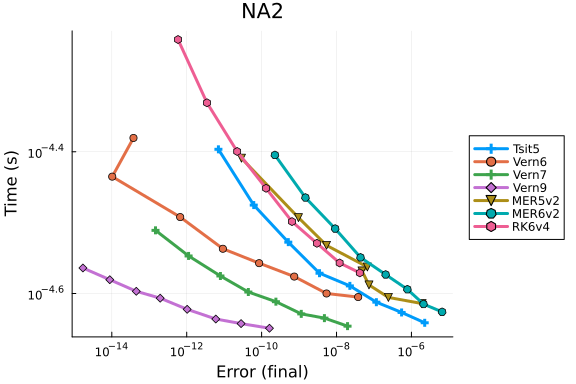 NA2
10⁻⁴·⁴
10⁻⁴·⁶
Time (s)
Tsit5
Vern6
Vern7
Vern9
MER5v2
MER6v2
RK6v4
10⁻¹⁴ 10⁻¹² 10⁻¹⁰ 10⁻⁸ 10⁻⁶
Error (final)